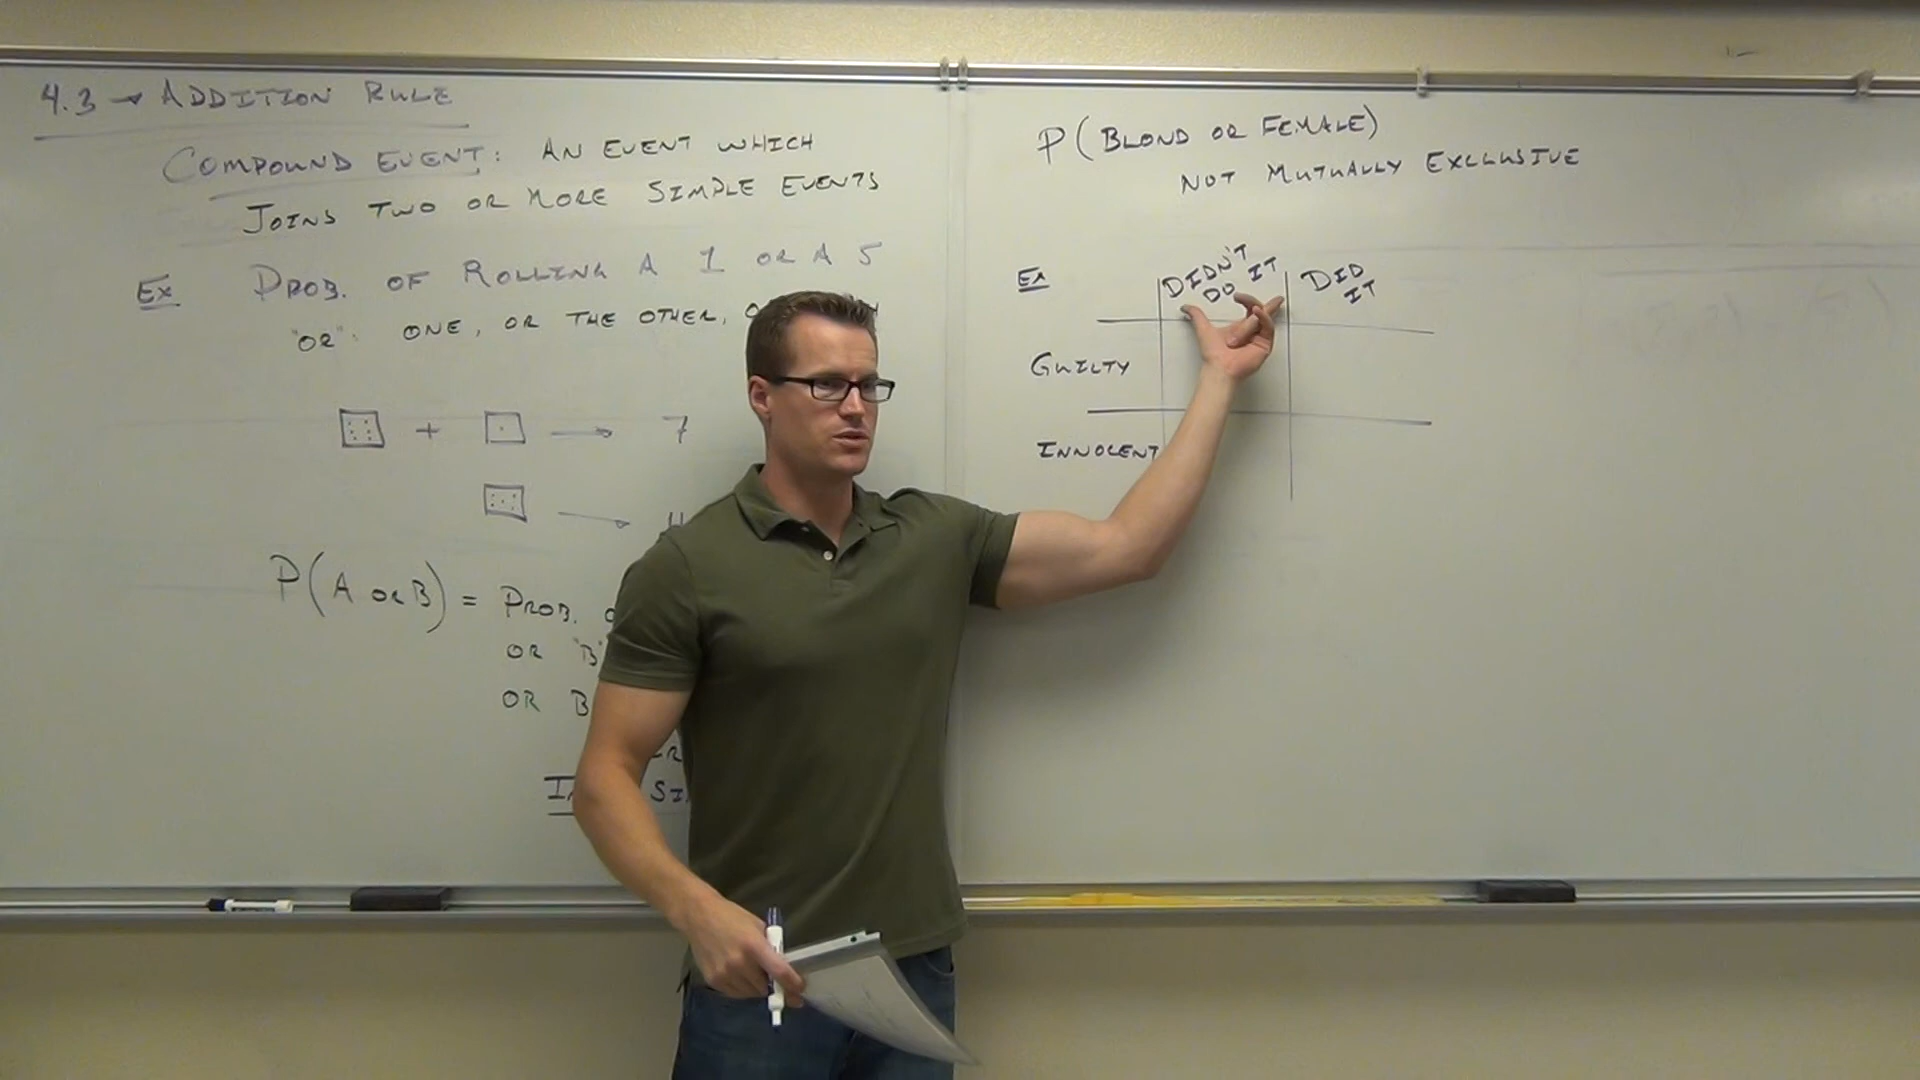 4.3 → ADDITION RULE
COMPOUND EVENT: AN EVENT WHICH
JOINS TWO OR MORE SIMPLE EVENTS
EX PROB. OF ROLLING A 1 OR A 5
"OR": ONE, OR THE OTHER,
+ → 7
→
P(A OR B) = PROB.
OR "B"
OR B
P(BLOND OR FEMALE)
NOT MUTUALLY EXCLUSIVE
EX
DIDN'T DO IT
DID IT
GUILTY
INNOCENT